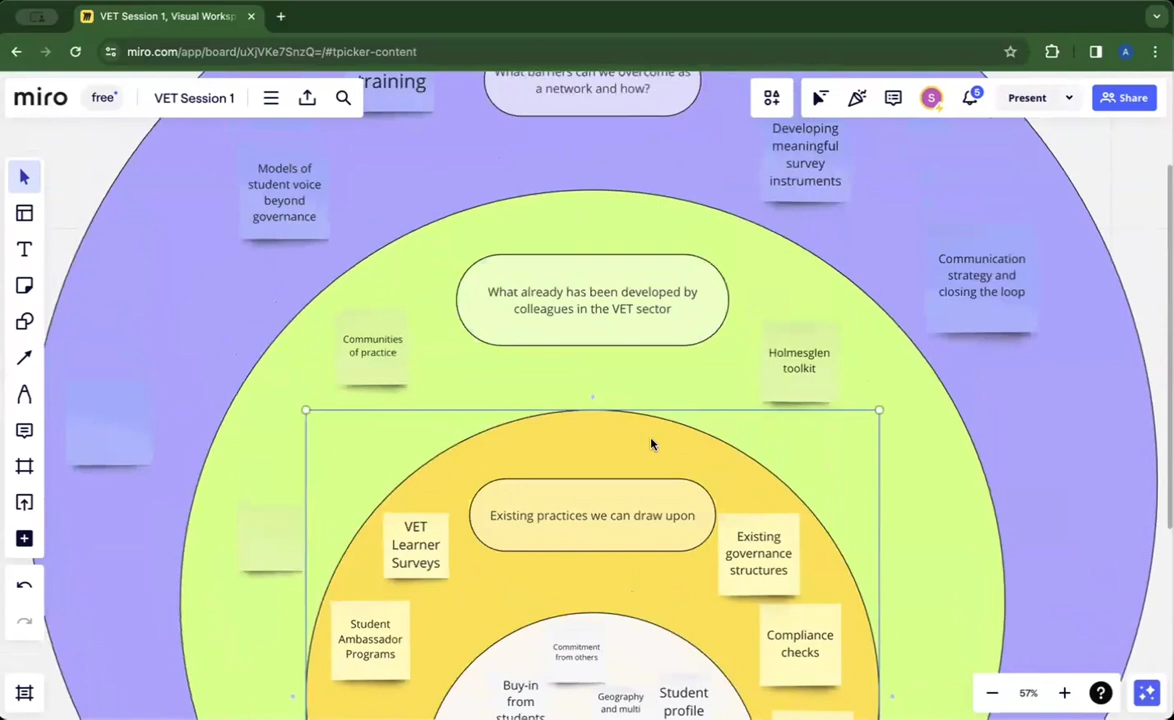 VET Session 1, Visual Worksp
miro.com/app/board/uXjVKe7SnzQ=/#tpicker-content
A
miro
free
VET Session 1
S
5
Present
Share
training
What barriers can we overcome as
a network and how?
Models of
student voice
beyond
governance
Developing
meaningful
survey
instruments
Communication
strategy and
closing the loop
What already has been developed by
colleagues in the VET sector
Communities
of practice
Holmesglen
toolkit
Existing practices we can draw upon
VET
Learner
Surveys
Existing
governance
structures
Student
Ambassador
Programs
Compliance
checks
Commitment
from others
Buy-in
from
students
Geography
and multi
Student
profile
57%